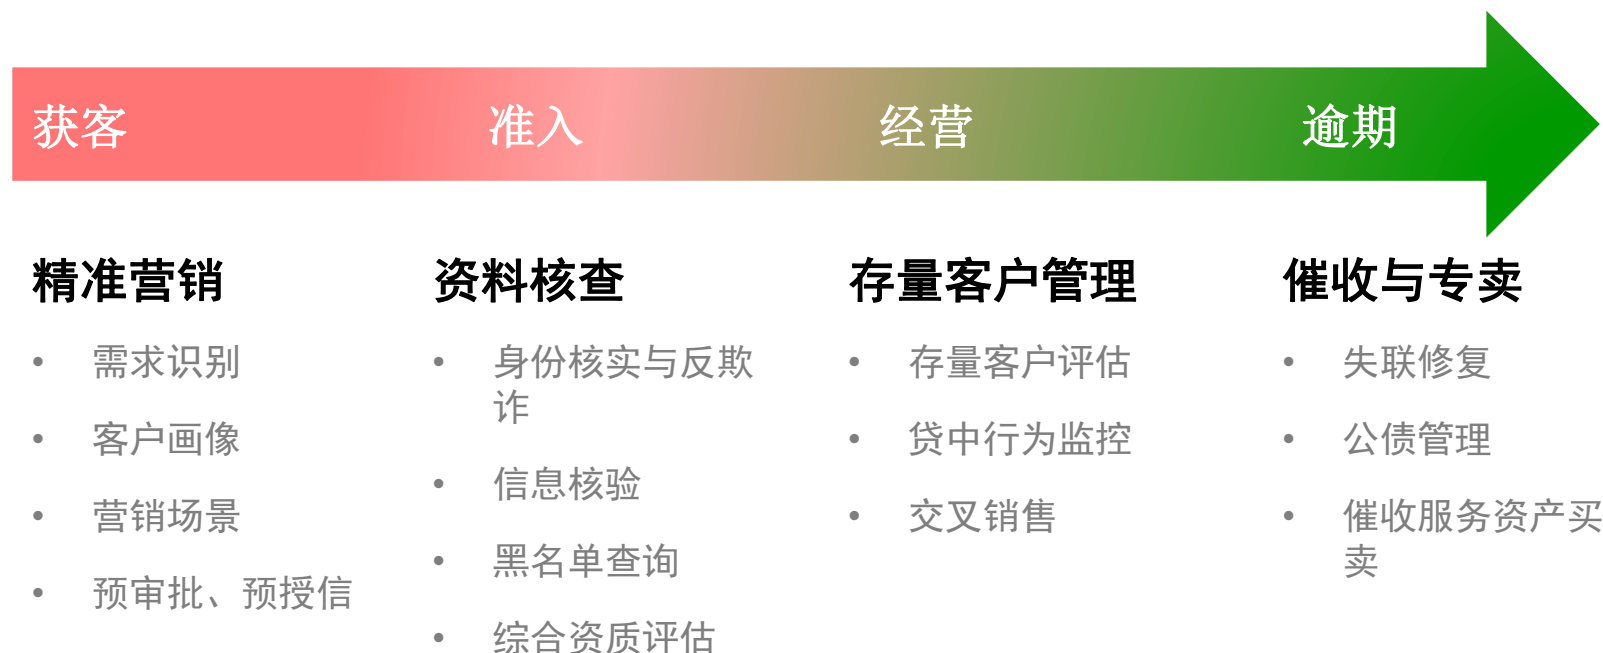 获客
准入
经营
逾期
精准营销
• 需求识别
• 客户画像
• 营销场景
• 预审批、预授信
资料核查
• 身份核实与反欺
诈
• 信息核验
• 黑名单查询
• 综合资质评估
存量客户管理
• 存量客户评估
• 贷中行为监控
• 交叉销售
催收与专卖
• 失联修复
• 公债管理
• 催收服务资产买
卖